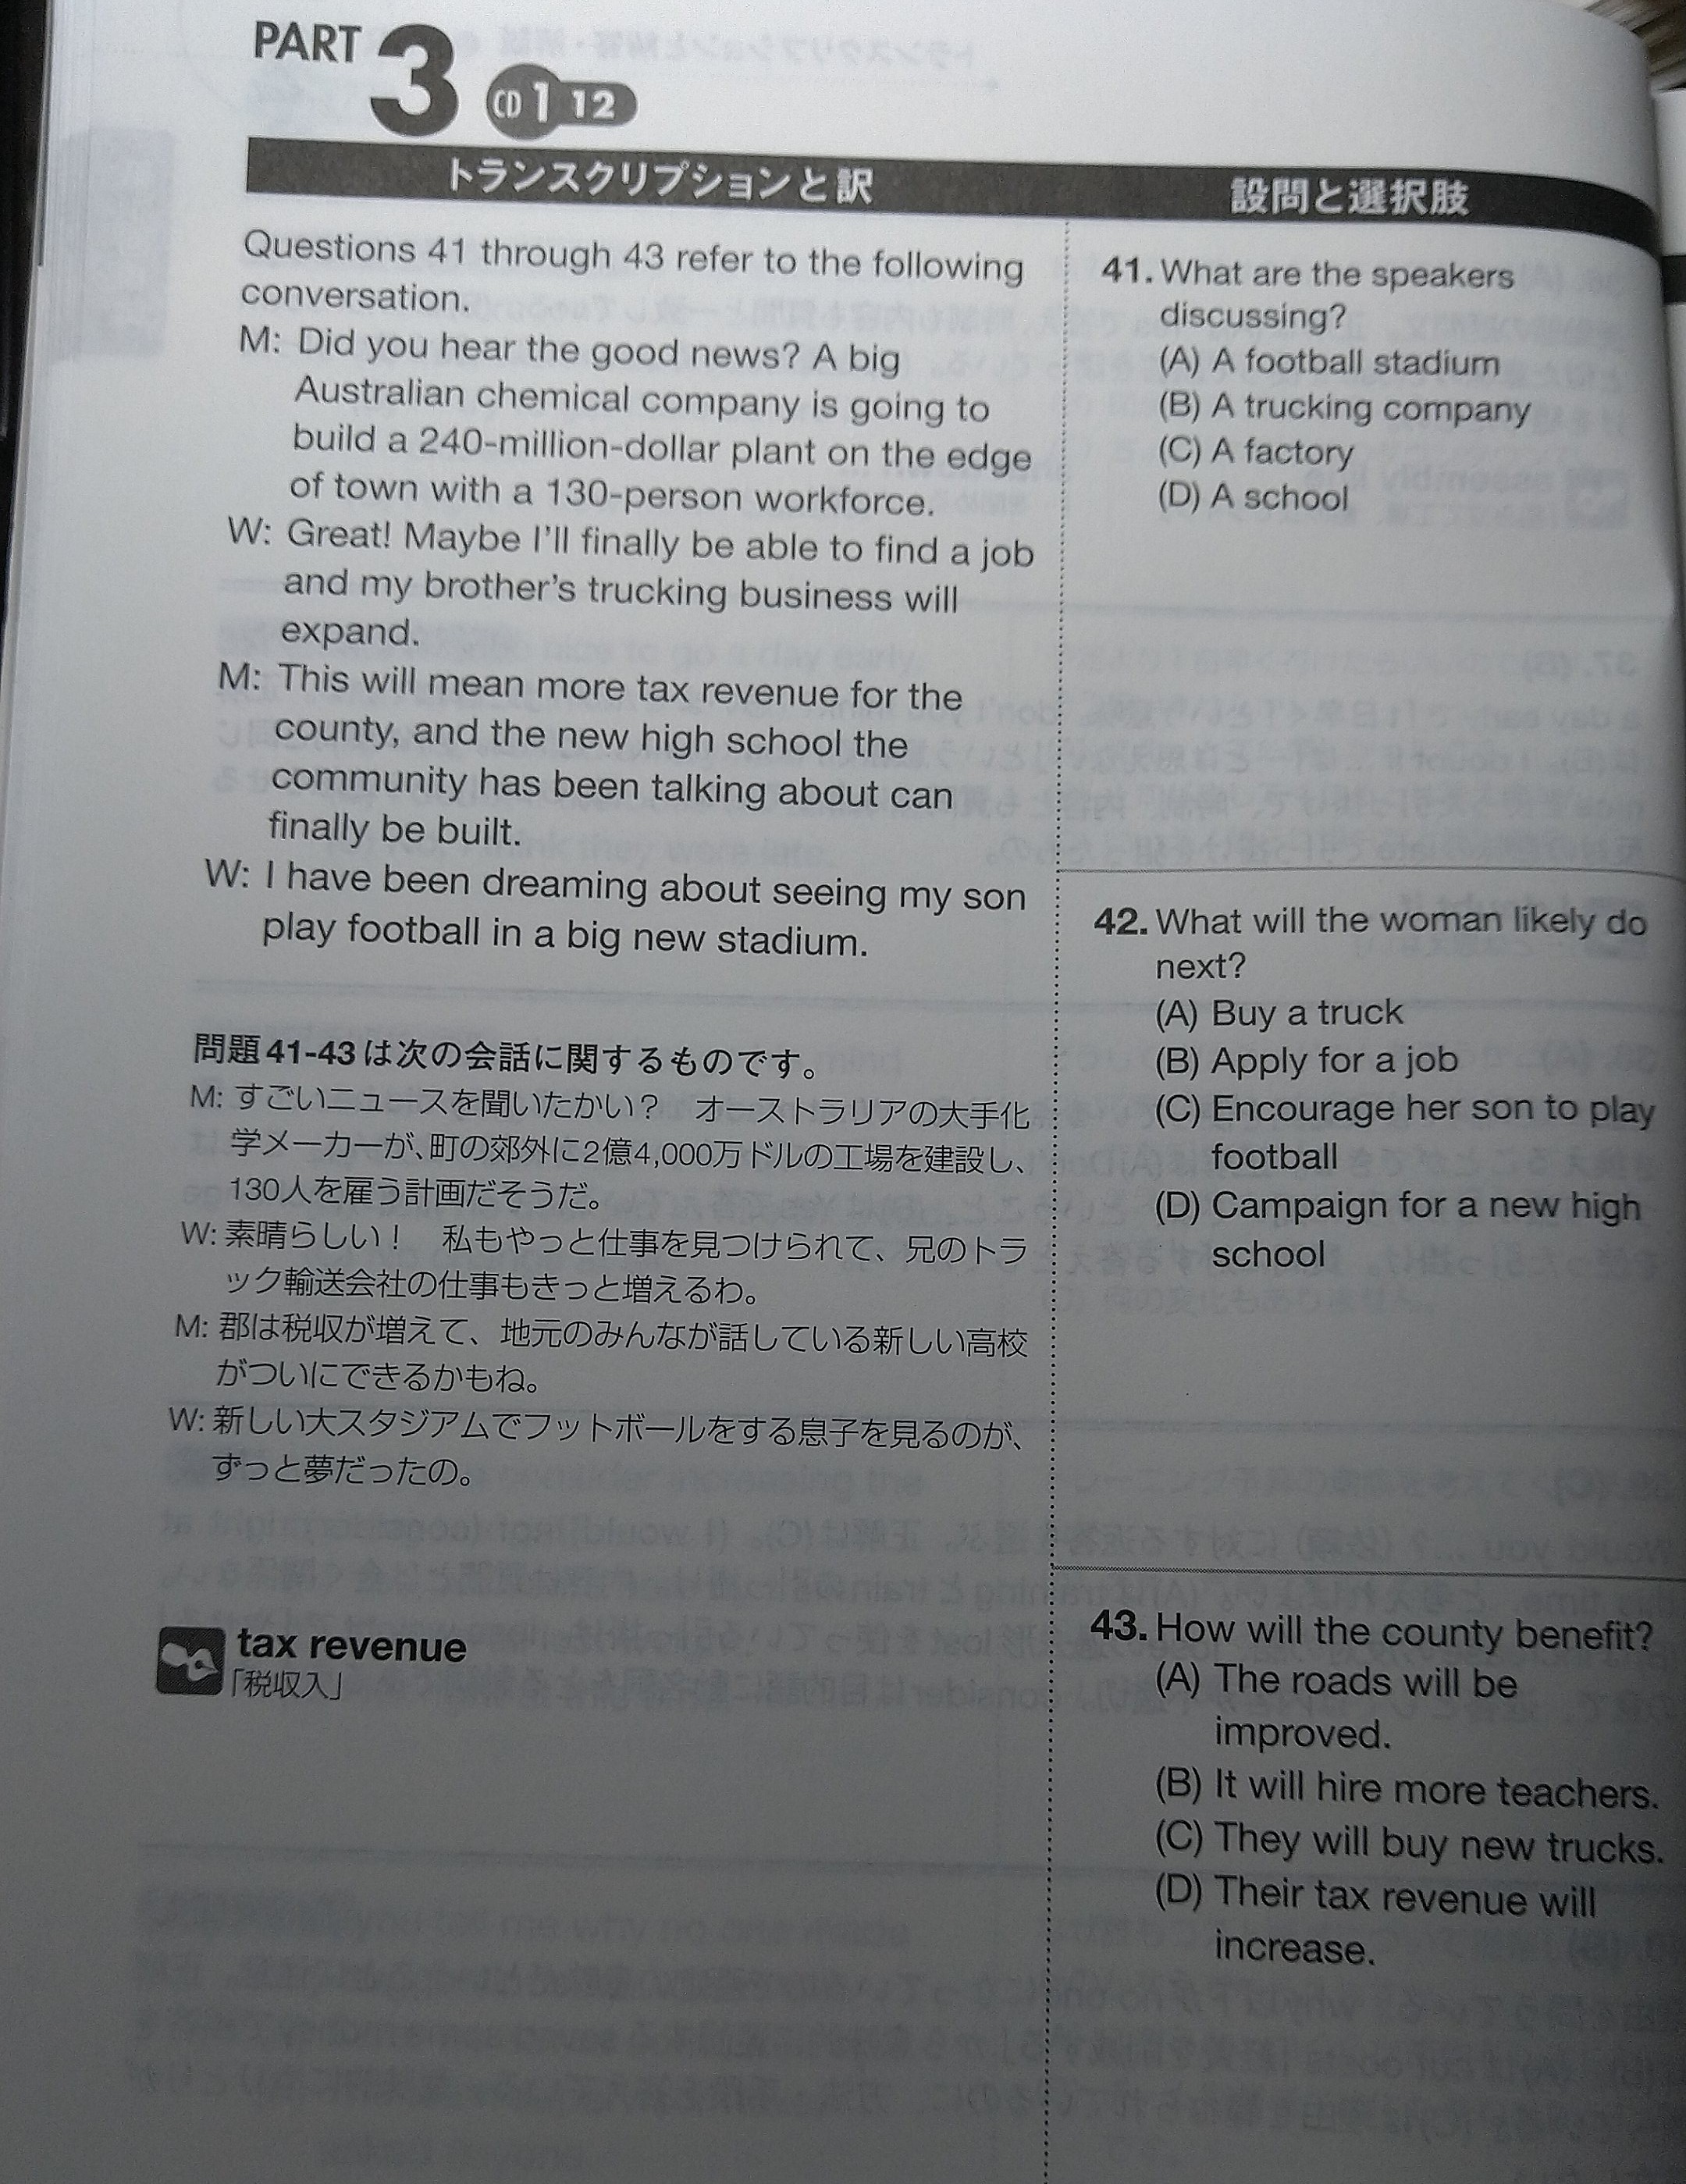 PART 3 CD 1 12
トランスクリプションと訳
Questions 41 through 43 refer to the following
conversation.
M: Did you hear the good news? A big
Australian chemical company is going to
build a 240-million-dollar plant on the edge
of town with a 130-person workforce.
W: Great! Maybe I'll finally be able to find a job
and my brother's trucking business will
expand.
M: This will mean more tax revenue for the
county, and the new high school the
community has been talking about can
finally be built.
W: I have been dreaming about seeing my son
play football in a big new stadium.
問題41-43は次の会話に関するものです。
M: すごいニュースを聞いたかい？　オーストラリアの大手化
学メーカーが、町の郊外に2億4,000万ドルの工場を建設し、
130人を雇う計画だそうだ。
W: 素晴らしい！　私もやっと仕事を見つけられて、兄のトラ
ック輸送会社の仕事もきっと増えるわ。
M: 郡は税収が増えて、地元のみんなが話している新しい高校
がついにできるかもね。
W: 新しい大スタジアムでフットボールをする息子を見るのが、
ずっと夢だったの。
tax revenue
「税収入」
設問と選択肢
41. What are the speakers
discussing?
(A) A football stadium
(B) A trucking company
(C) A factory
(D) A school
42. What will the woman likely do
next?
(A) Buy a truck
(B) Apply for a job
(C) Encourage her son to play
football
(D) Campaign for a new high
school
43. How will the county benefit?
(A) The roads will be
improved.
(B) It will hire more teachers.
(C) They will buy new trucks.
(D) Their tax revenue will
increase.